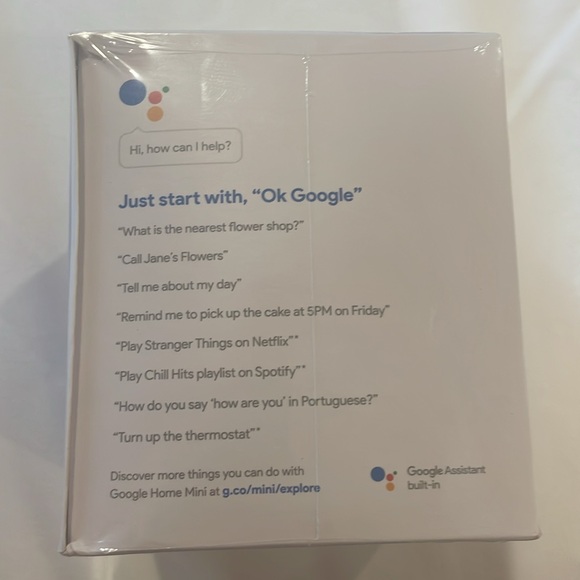 Hi, how can I help?
Just start with, “Ok Google”
“What is the nearest flower shop?”
“Call Jane’s Flowers”
“Tell me about my day”
“Remind me to pick up the cake at 5PM on Friday”
“Play Stranger Things on Netflix”*
“Play Chill Hits playlist on Spotify”*
“How do you say ‘how are you’ in Portuguese?”
“Turn up the thermostat”*
Discover more things you can do with
Google Home Mini at g.co/mini/explore
Google Assistant
built-in